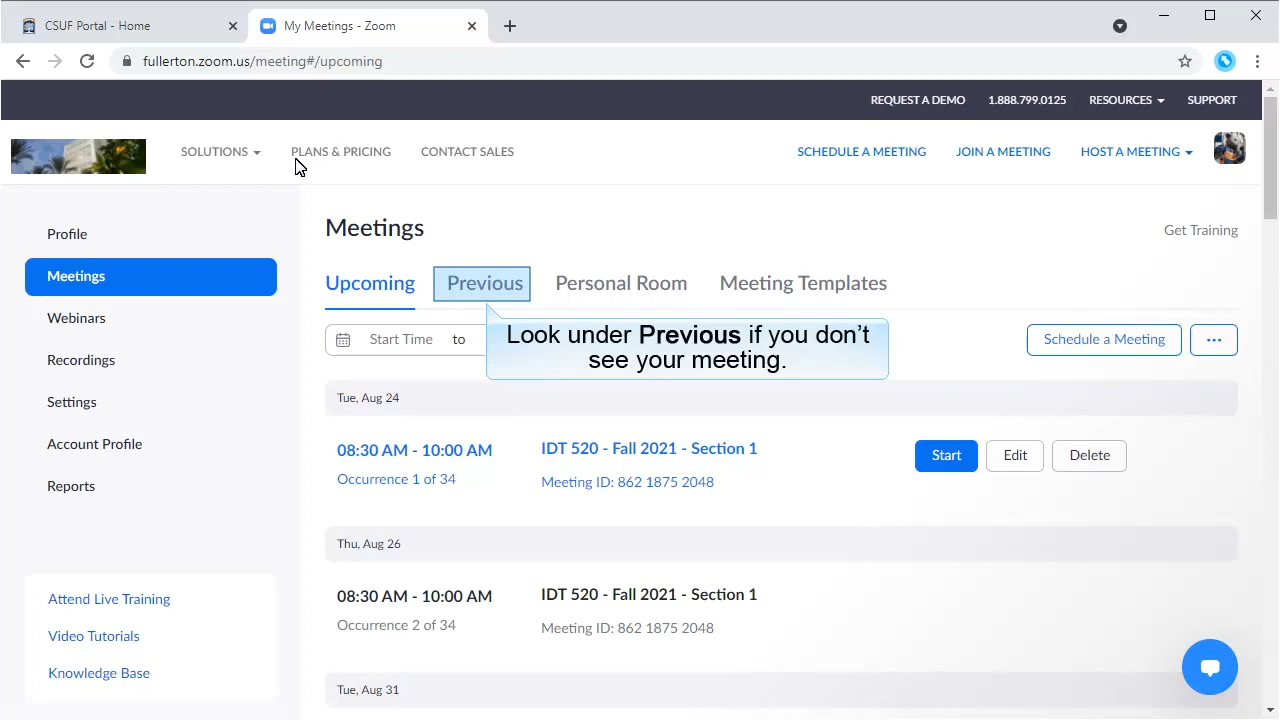 CSUF Portal - Home
My Meetings - Zoom
fullerton.zoom.us/meeting#/upcoming
REQUEST A DEMO 1.888.799.0125 RESOURCES SUPPORT
SOLUTIONS PLANS & PRICING CONTACT SALES SCHEDULE A MEETING JOIN A MEETING HOST A MEETING
Profile
Meetings
Webinars
Recordings
Settings
Account Profile
Reports
Attend Live Training
Video Tutorials
Knowledge Base
Meetings
Get Training
Upcoming Previous Personal Room Meeting Templates
Start Time to
Look under Previous if you don't
see your meeting.
Schedule a Meeting ...
Tue, Aug 24
08:30 AM - 10:00 AM IDT 520 - Fall 2021 - Section 1
Start Edit Delete
Occurrence 1 of 34 Meeting ID: 862 1875 2048
Thu, Aug 26
08:30 AM - 10:00 AM IDT 520 - Fall 2021 - Section 1
Occurrence 2 of 34 Meeting ID: 862 1875 2048
Tue, Aug 31